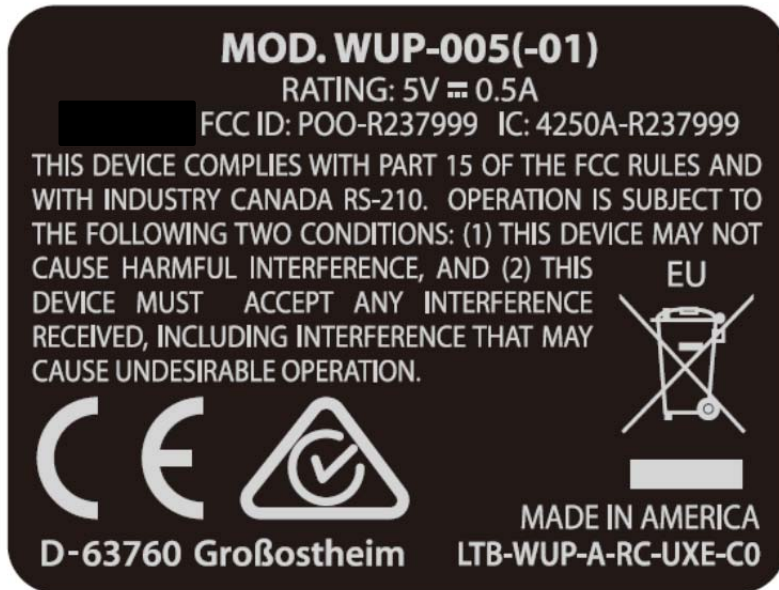 MOD. WUP-005(-01)
RATING: 5V ⎓ 0.5A
FCC ID: POO-R237999 IC: 4250A-R237999
THIS DEVICE COMPLIES WITH PART 15 OF THE FCC RULES AND
WITH INDUSTRY CANADA RS-210. OPERATION IS SUBJECT TO
THE FOLLOWING TWO CONDITIONS: (1) THIS DEVICE MAY NOT
CAUSE HARMFUL INTERFERENCE, AND (2) THIS
DEVICE MUST ACCEPT ANY INTERFERENCE
RECEIVED, INCLUDING INTERFERENCE THAT MAY
CAUSE UNDESIRABLE OPERATION.
EU
CE
D-63760 Großostheim
MADE IN AMERICA
LTB-WUP-A-RC-UXE-C0